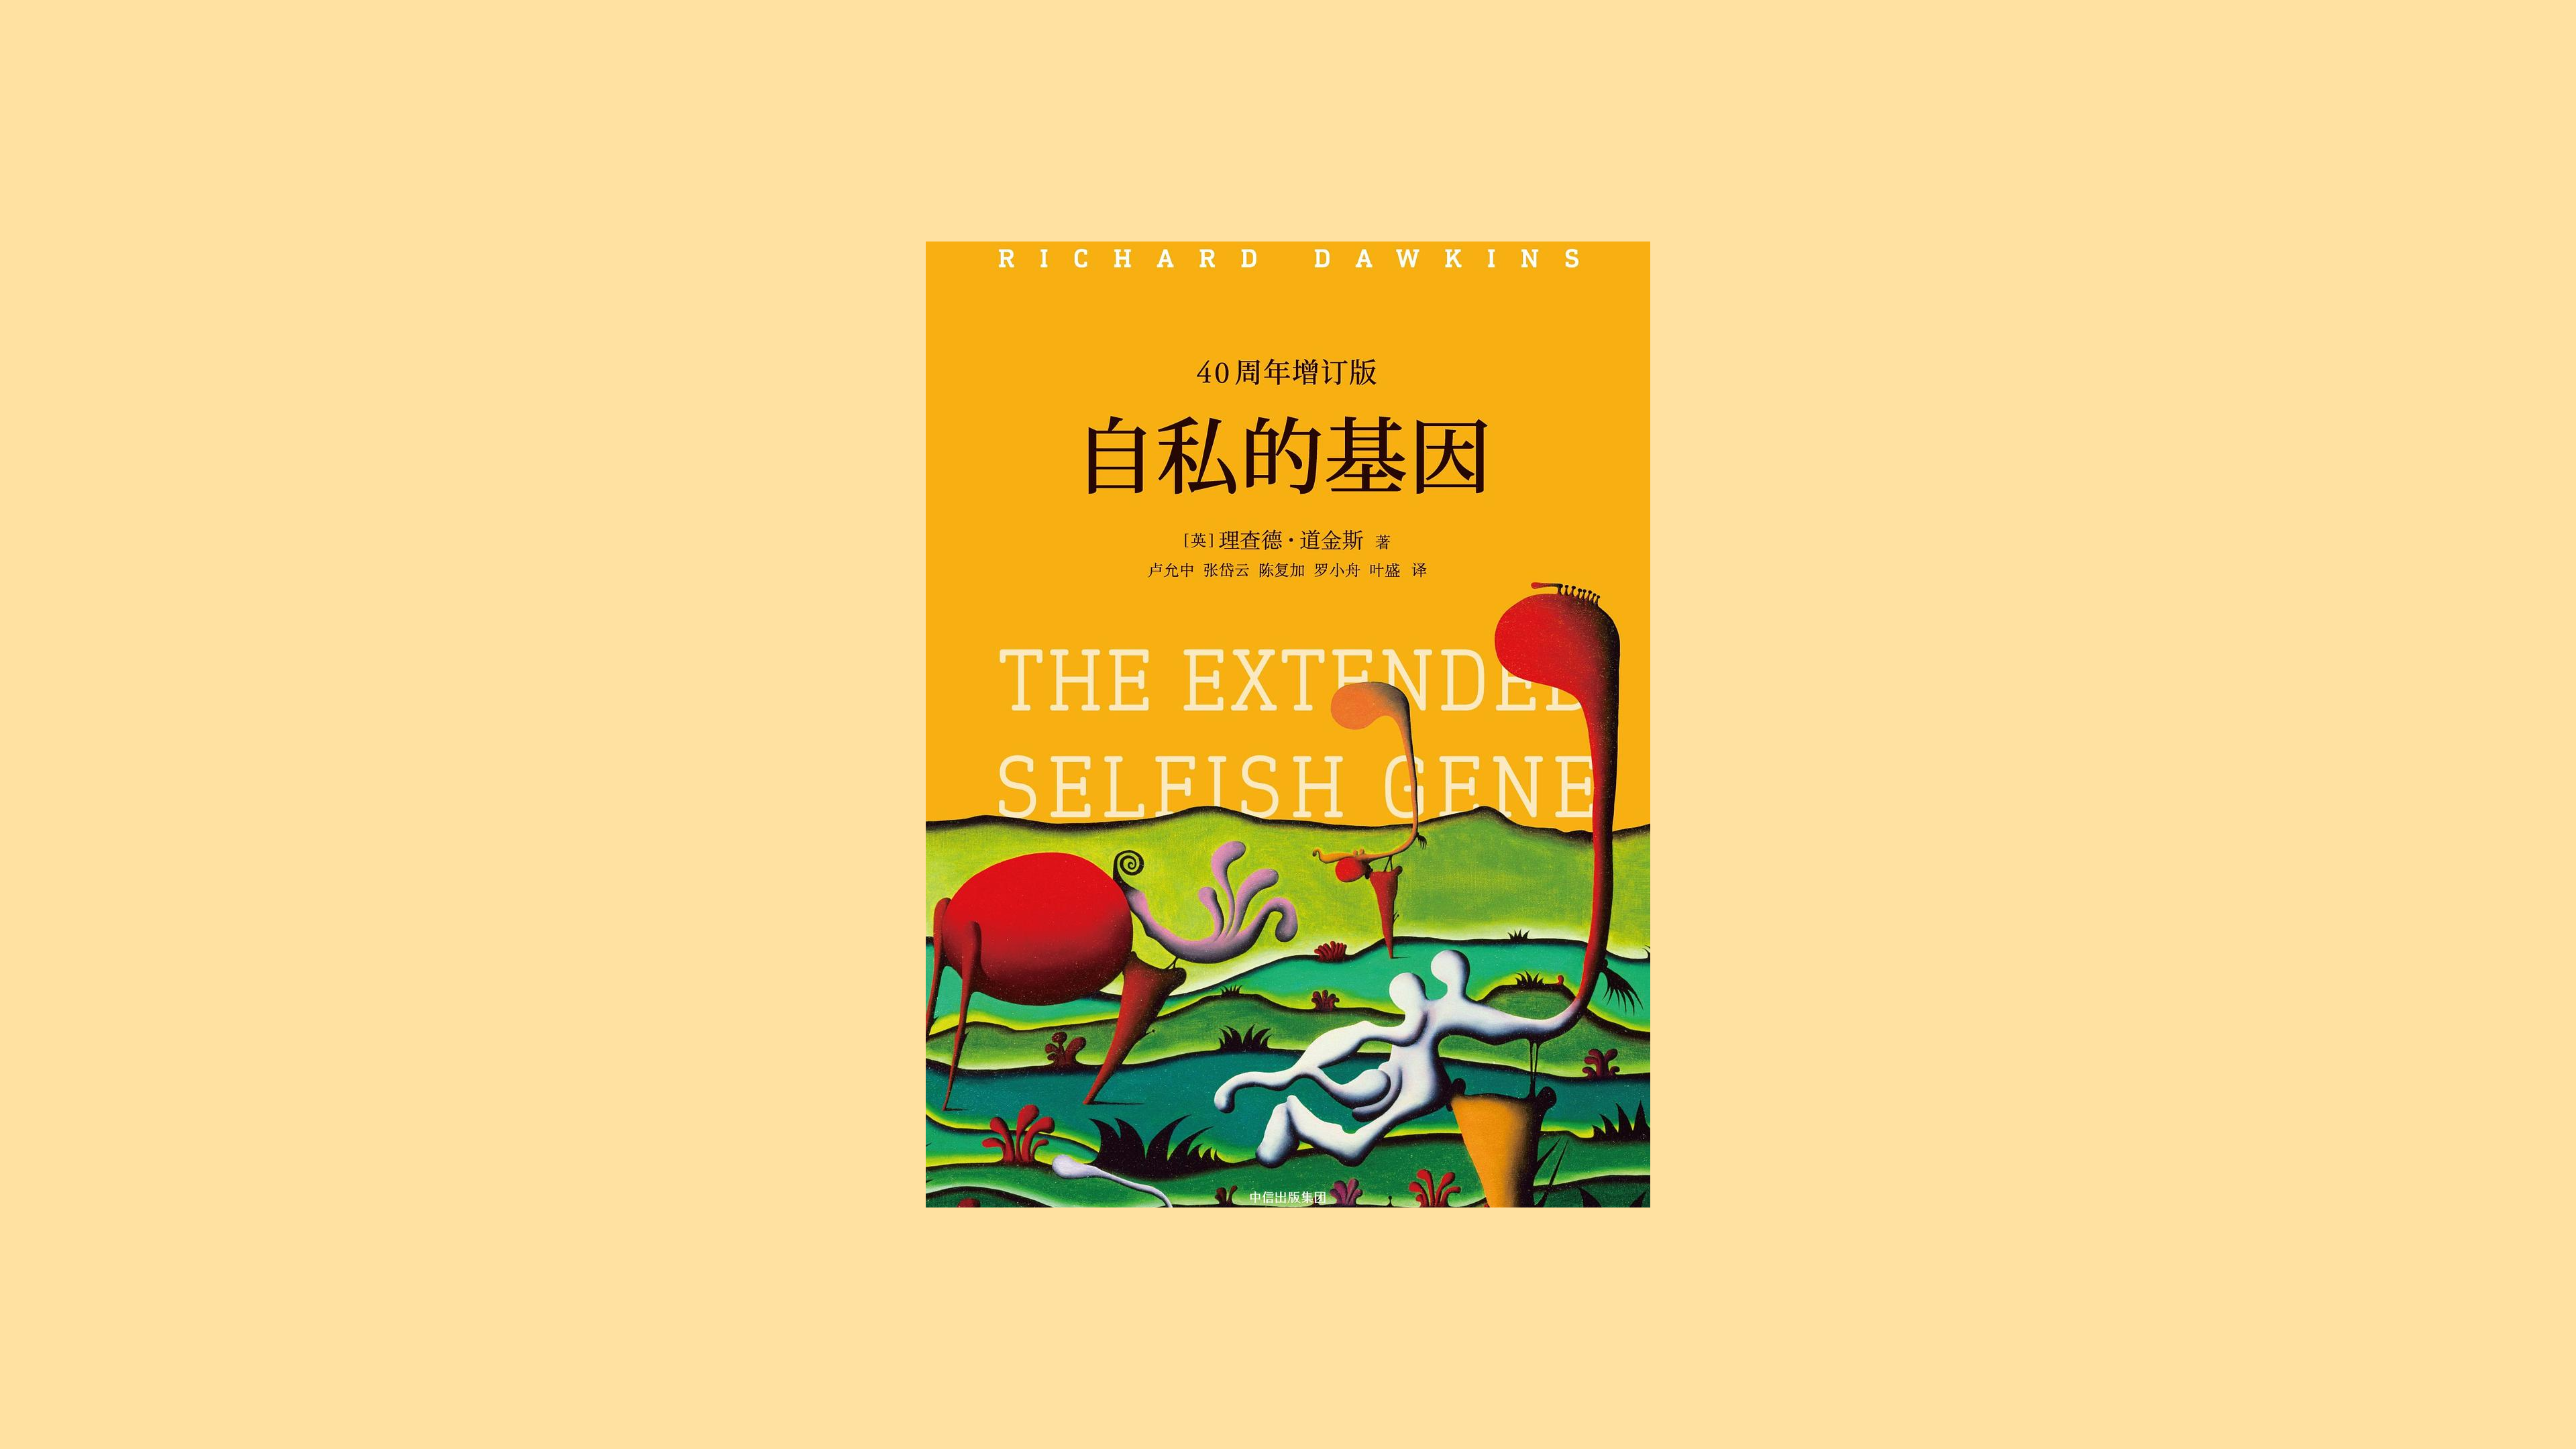 RICHARD DAWKINS
40周年增订版
自私的基因
[英]理查德·道金斯 著
卢允中 张岱云 陈复加 罗小舟 叶盛 译
THE EXTENDED
SELFISH GENE
中信出版集团